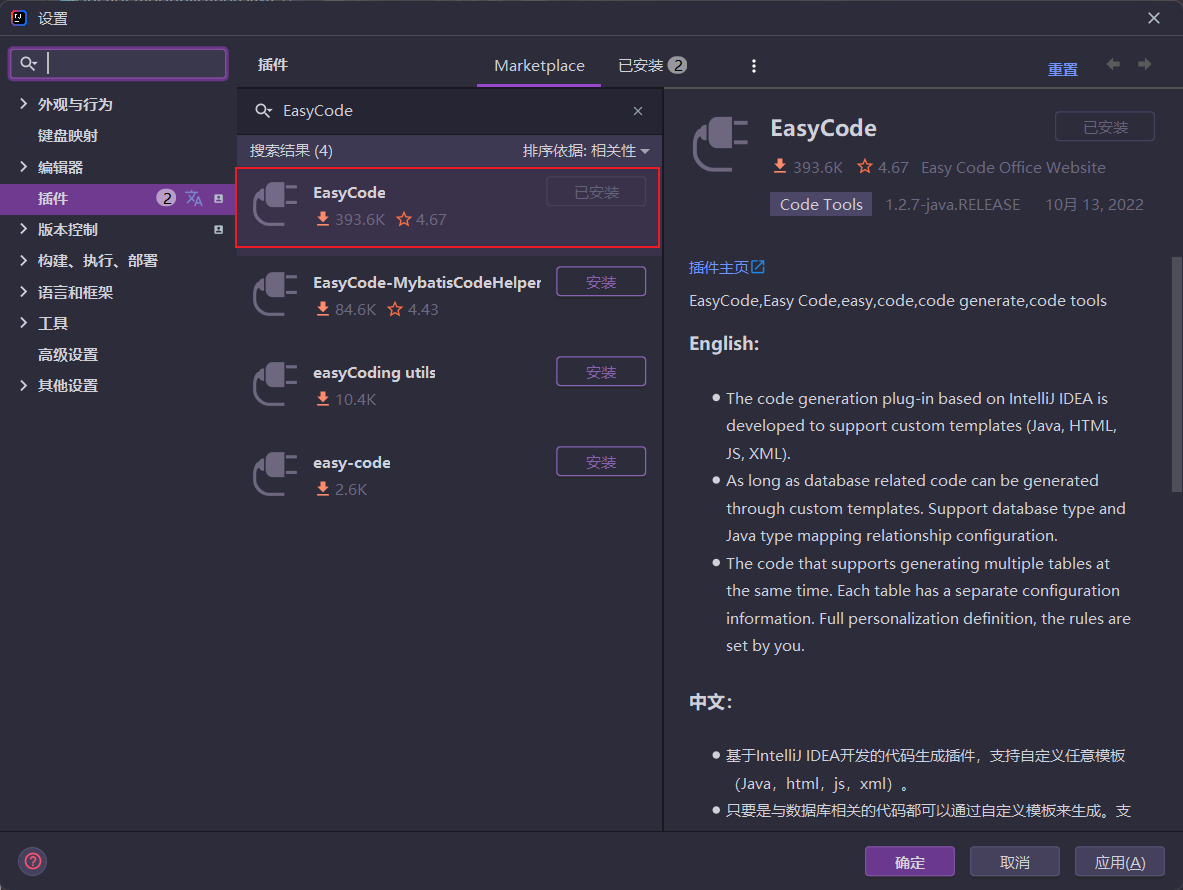 设置
插件
Marketplace
已安装 2
重置
外观与行为
键盘映射
编辑器
插件 2
版本控制
构建、执行、部署
语言和框架
工具
高级设置
其他设置
EasyCode
搜索结果 (4)
排序依据: 相关性
EasyCode
已安装
393.6K 4.67
EasyCode-MybatisCodeHelper
安装
84.6K 4.43
easyCoding utils
安装
10.4K
easy-code
安装
2.6K
EasyCode
已安装
393.6K 4.67 Easy Code Office Website
Code Tools 1.2.7-java.RELEASE 10月 13, 2022
插件主页
EasyCode,Easy Code,easy,code,code generate,code tools
English:
The code generation plug-in based on IntelliJ IDEA is
developed to support custom templates (Java, HTML,
JS, XML).
As long as database related code can be generated
through custom templates. Support database type and
Java type mapping relationship configuration.
The code that supports generating multiple tables at
the same time. Each table has a separate configuration
information. Full personalization definition, the rules are
set by you.
中文：
基于IntelliJ IDEA开发的代码生成插件，支持自定义任意模板
（Java，html，js，xml）。
只要是与数据库相关的代码都可以通过自定义模板来生成。支
确定
取消
应用(A)